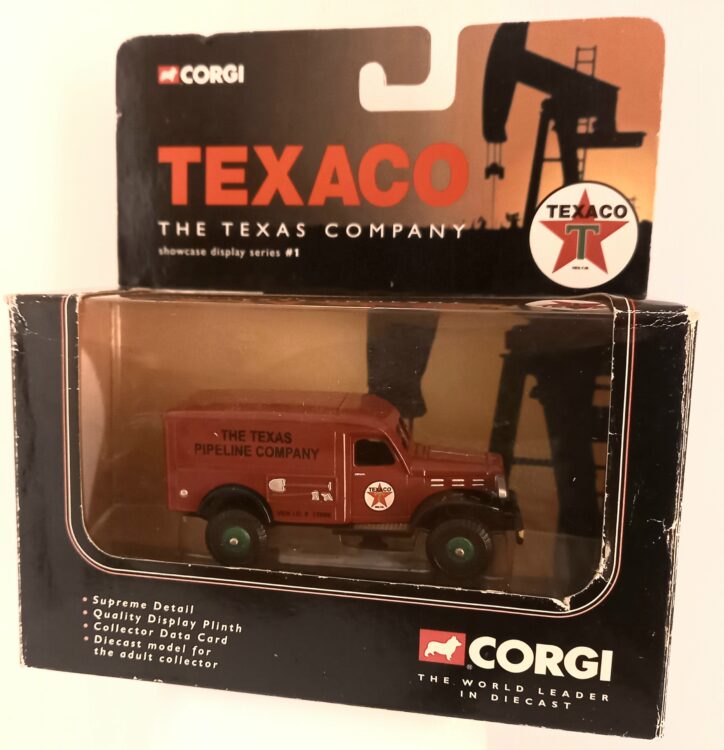 CORGI
TEXACO
THE TEXAS COMPANY
showcase display series #1
TEXACO
T
THE TEXAS
PIPELINE COMPANY
TEXACO
• Supreme Detail
• Quality Display Plinth
• Collector Data Card
• Diecast model for
the adult collector
CORGI
THE WORLD LEADER
IN DIECAST